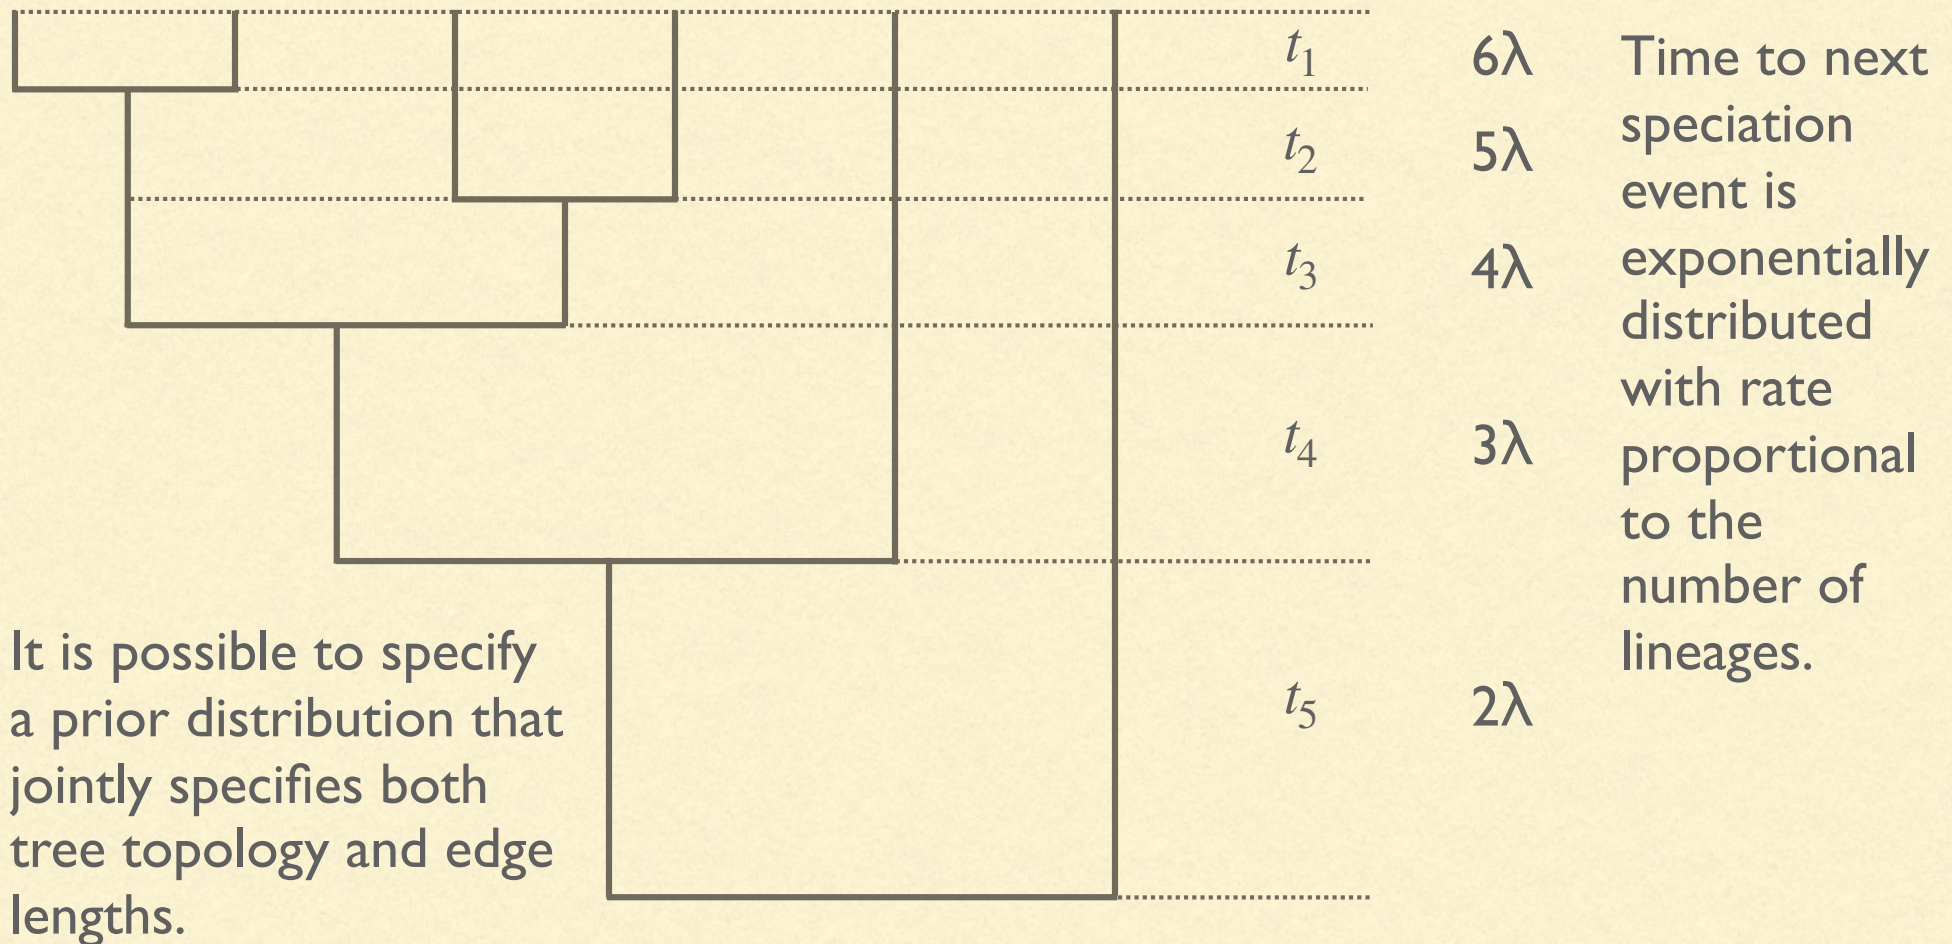 t₁ 6λ
t₂ 5λ
t₃ 4λ
t₄ 3λ
t₅ 2λ
Time to next
speciation
event is
exponentially
distributed
with rate
proportional
to the
number of
lineages.
It is possible to specify
a prior distribution that
jointly specifies both
tree topology and edge
lengths.